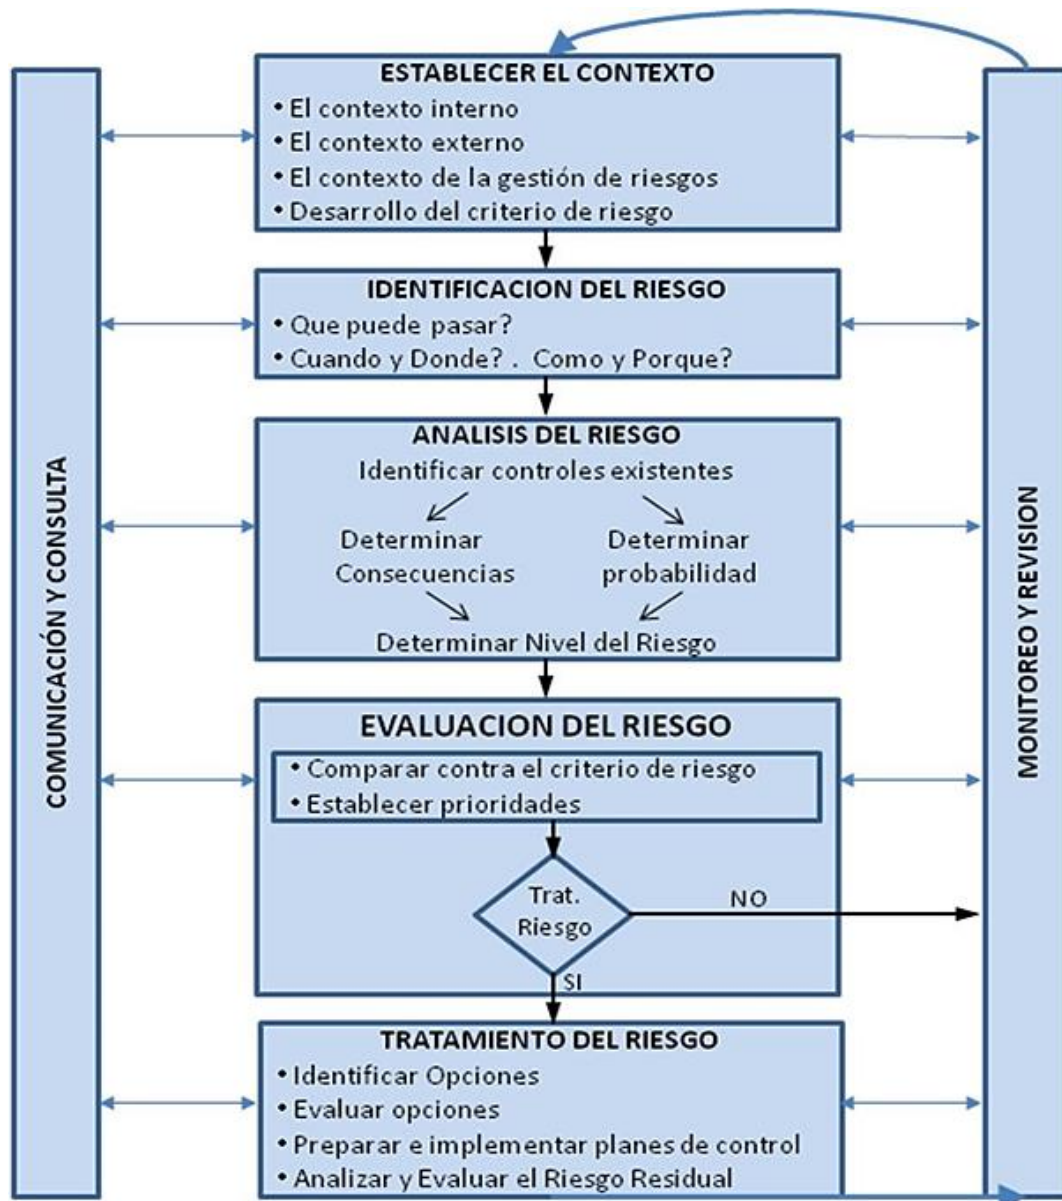 ESTABLECER EL CONTEXTO
• El contexto interno
• El contexto externo
• El contexto de la gestión de riesgos
• Desarrollo del criterio de riesgo
IDENTIFICACION DEL RIESGO
• Que puede pasar?
• Cuando y Donde? . Como y Porque?
ANALISIS DEL RIESGO
Identificar controles existentes
Determinar
Consecuencias
Determinar
probabilidad
Determinar Nivel del Riesgo
EVALUACION DEL RIESGO
• Comparar contra el criterio de riesgo
• Establecer prioridades
Trat.
Riesgo
NO
SI
TRATAMIENTO DEL RIESGO
• Identificar Opciones
• Evaluar opciones
• Preparar e implementar planes de control
• Analizar y Evaluar el Riesgo Residual
COMUNICACIÓN Y CONSULTA
MONITOREO Y REVISION